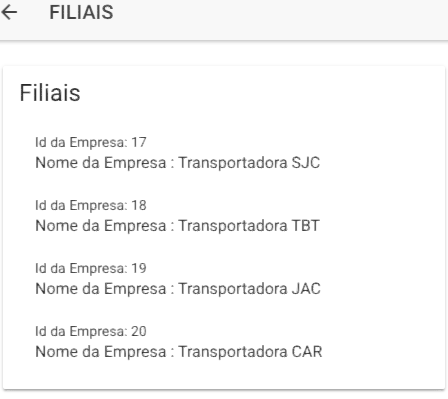 FILIAIS
Filiais
Id da Empresa: 17
Nome da Empresa : Transportadora SJC
Id da Empresa: 18
Nome da Empresa : Transportadora TBT
Id da Empresa: 19
Nome da Empresa : Transportadora JAC
Id da Empresa: 20
Nome da Empresa : Transportadora CAR